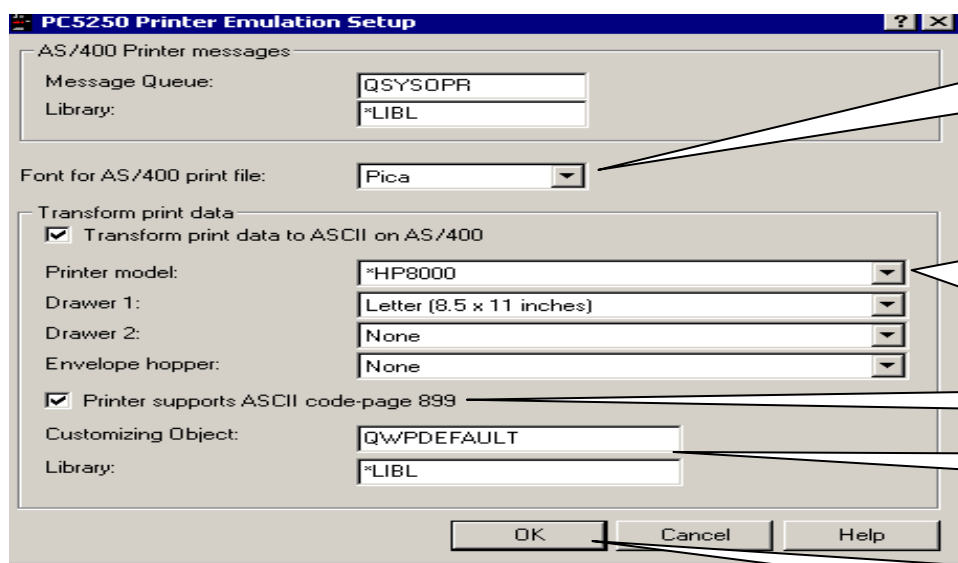 PC5250 Printer Emulation Setup
AS/400 Printer messages
Message Queue: QSYSOPR
Library: *LIBL
Font for AS/400 print file: Pica
Transform print data
Transform print data to ASCII on AS/400
Printer model: *HP8000
Drawer 1: Letter (8.5 x 11 inches)
Drawer 2: None
Envelope hopper: None
Printer supports ASCII code-page 899
Customizing Object: QWPDEFAULT
Library: *LIBL
OK Cancel Help